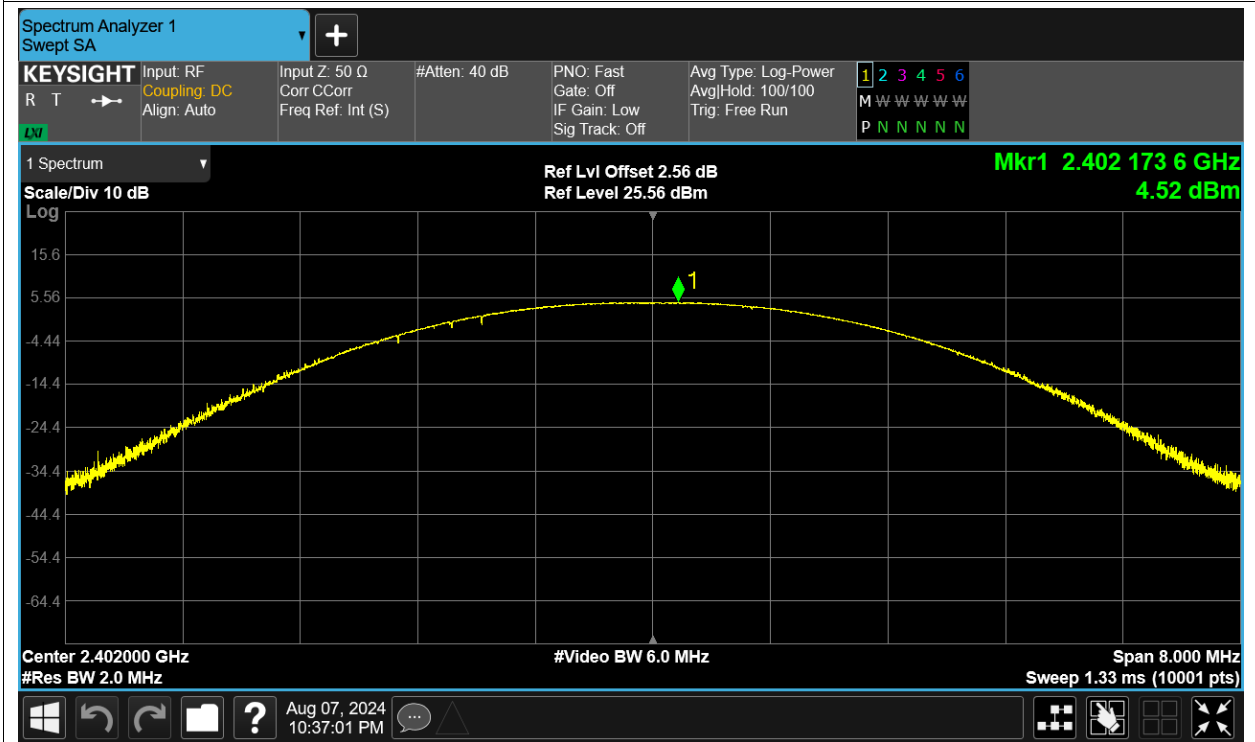 Spectrum Analyzer 1
Swept SA
+
KEYSIGHT
R T
LXI
Input: RF
Coupling: DC
Align: Auto
Input Z: 50 Ω
Corr CCorr
Freq Ref: Int (S)
#Atten: 40 dB
PNO: Fast
Gate: Off
IF Gain: Low
Sig Track: Off
Avg Type: Log-Power
Avg|Hold: 100/100
Trig: Free Run
1 2 3 4 5 6
M W W W W W
P N N N N N
1 Spectrum
Scale/Div 10 dB
Log
Ref Lvl Offset 2.56 dB
Ref Level 25.56 dBm
Mkr1 2.402 173 6 GHz
4.52 dBm
15.6
5.56
-4.44
-14.4
-24.4
-34.4
-44.4
-54.4
-64.4
1
Center 2.402000 GHz
#Res BW 2.0 MHz
#Video BW 6.0 MHz
Span 8.000 MHz
Sweep 1.33 ms (10001 pts)
?
Aug 07, 2024
10:37:01 PM